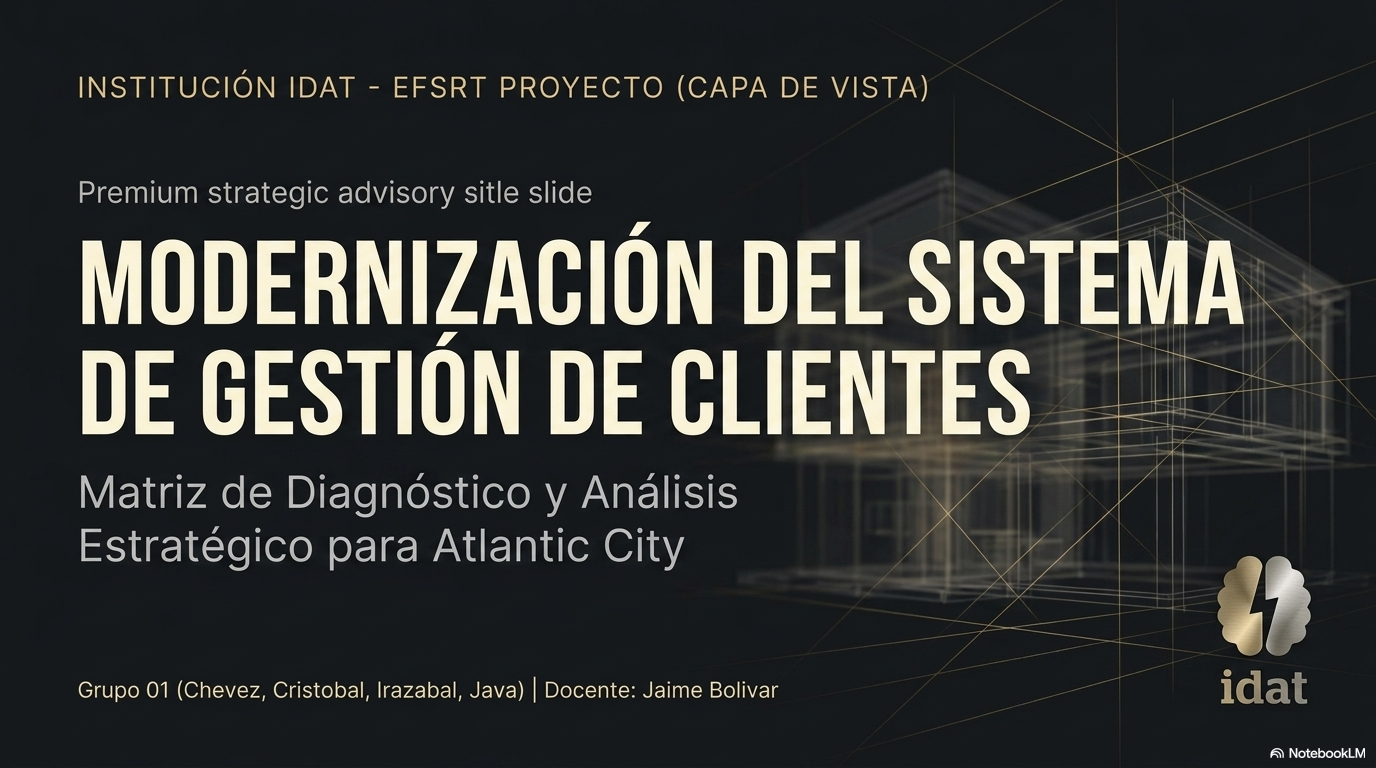 INSTITUCIÓN IDAT - EFSRT PROYECTO (CAPA DE VISTA)
Premium strategic advisory sitle slide
MODERNIZACIÓN DEL SISTEMA
DE GESTIÓN DE CLIENTES
Matriz de Diagnóstico y Análisis
Estratégico para Atlantic City
Grupo 01 (Chevez, Cristobal, Irazabal, Java) | Docente: Jaime Bolivar
idat
NotebookLM